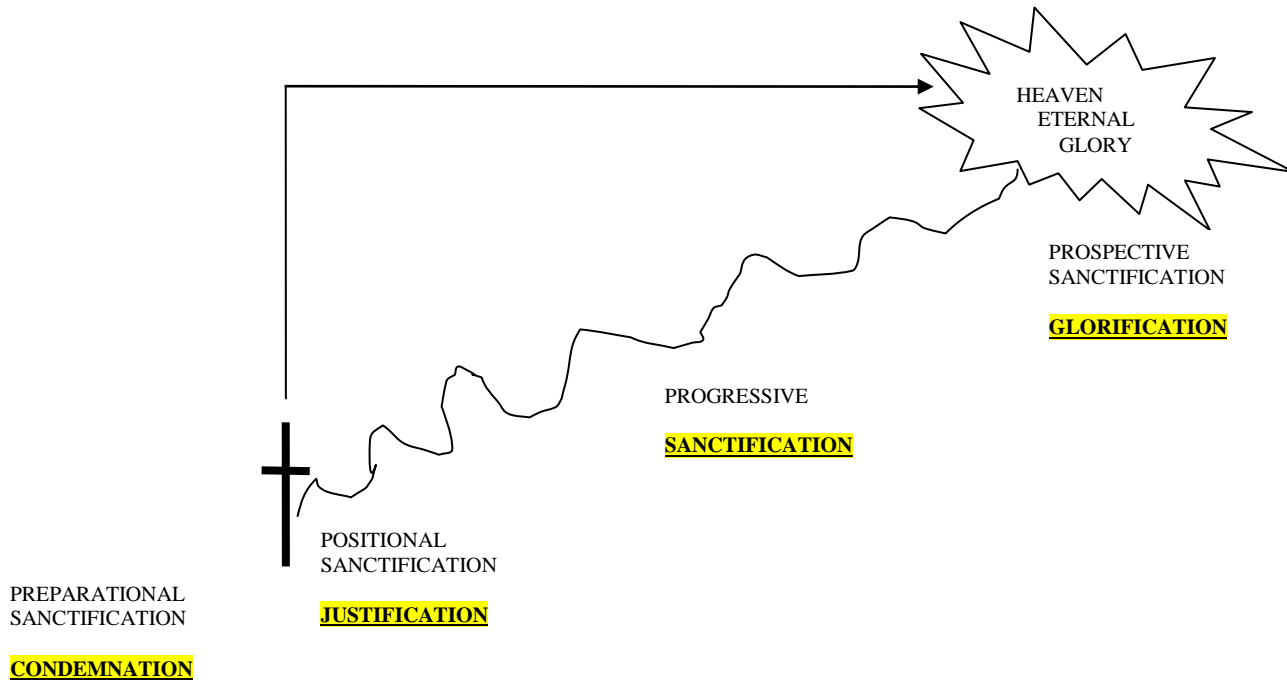 HEAVEN
ETERNAL
GLORY
PROSPECTIVE
SANCTIFICATION
GLORIFICATION
PROGRESSIVE
SANCTIFICATION
POSITIONAL
SANCTIFICATION
JUSTIFICATION
PREPARATIONAL
SANCTIFICATION
CONDEMNATION